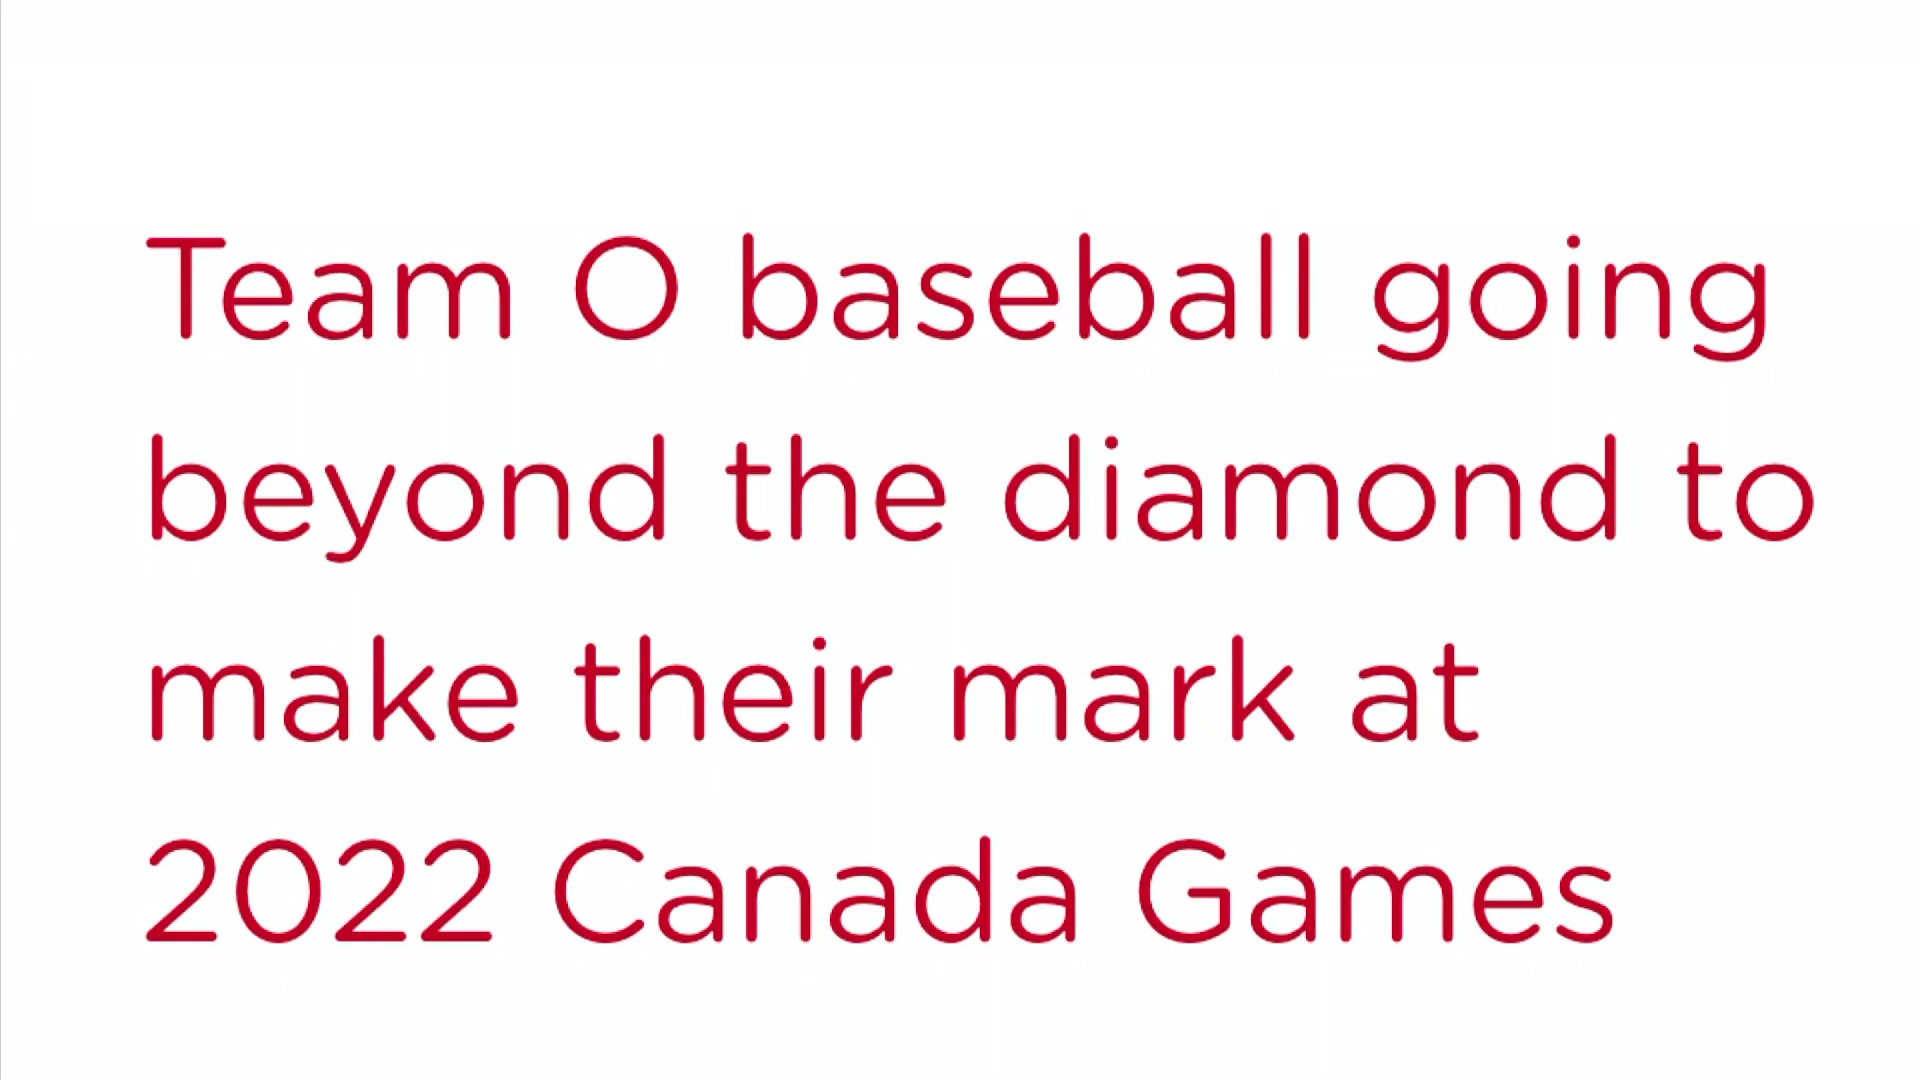 Team O baseball going
beyond the diamond to
make their mark at
2022 Canada Games